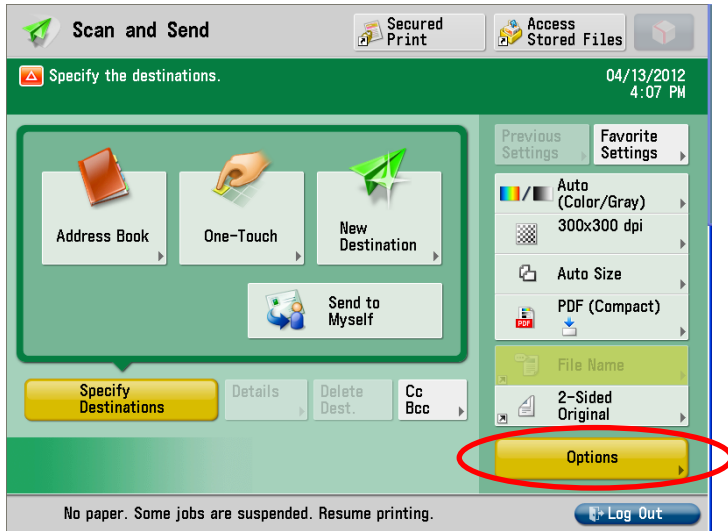 Scan and Send
Secured
Print
Access
Stored Files
Specify the destinations.
04/13/2012
4:07 PM
Previous
Settings
Favorite
Settings
Auto
(Color/Gray)
300x300 dpi
Auto Size
PDF (Compact)
PDF
File Name
2-Sided
Original
Options
Address Book
One-Touch
New
Destination
Send to
Myself
Specify
Destinations
Details
Delete
Dest.
Cc
Bcc
No paper. Some jobs are suspended. Resume printing.
Log Out